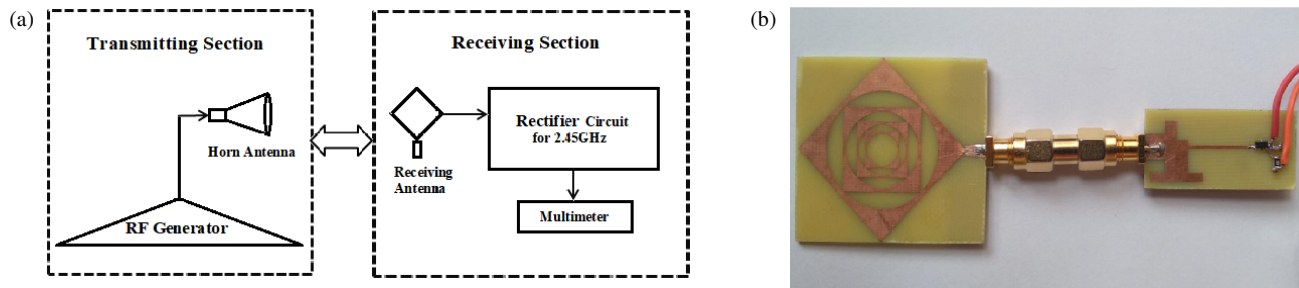 (a)
Transmitting Section
Horn Antenna
RF Generator
Receiving Section
Receiving
Antenna
Rectifier Circuit
for 2.45GHz
Multimeter
(b)